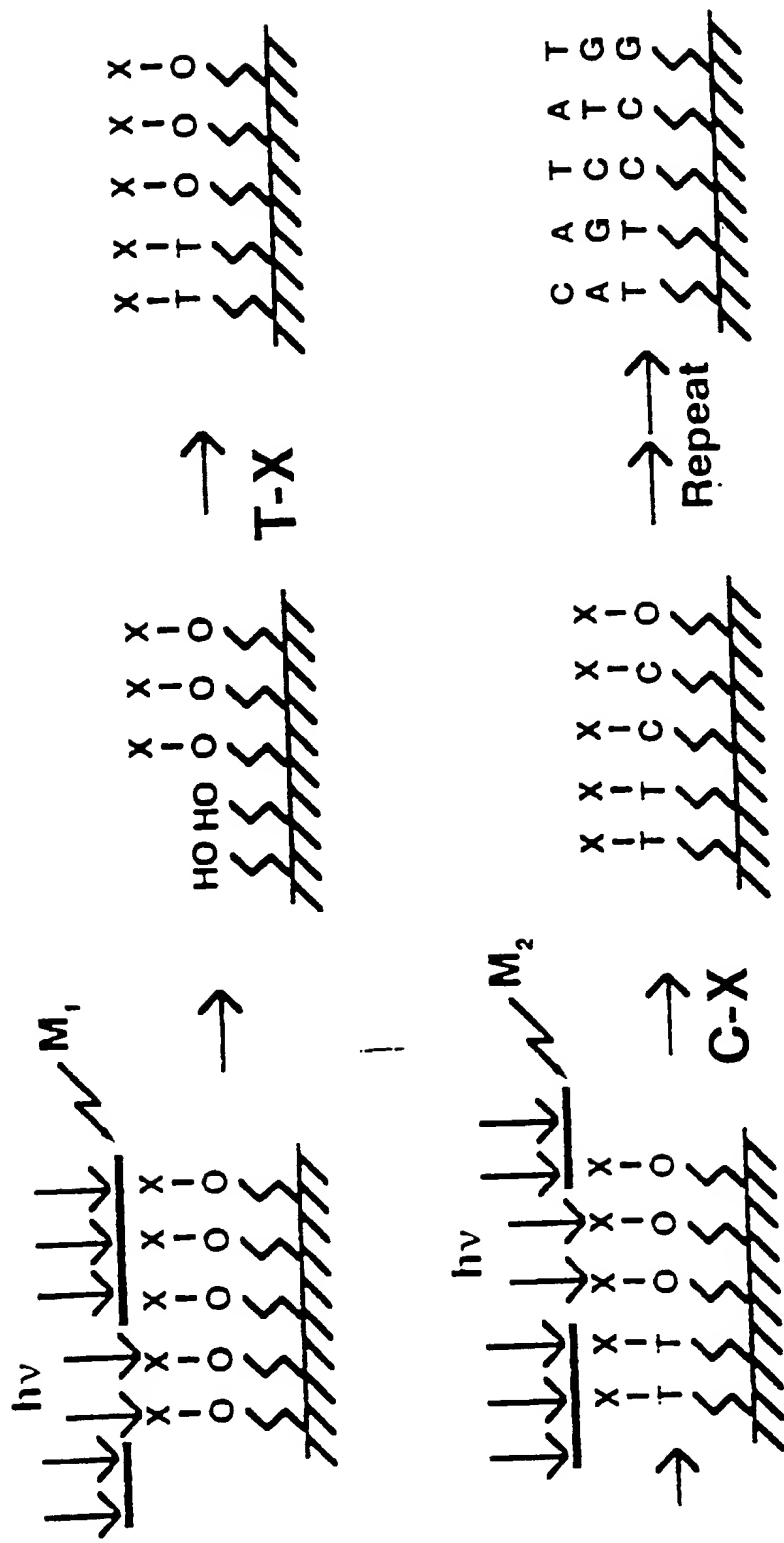 hν
M₁
X X X X X
O O O O O
HO HO X X X
O O O
T-X
X X X X X
T T O O O
hν
M₂
X X X X X
T T O O O
C-X
X X X X X
T T C C O
Repeat
C A T A T
A G C T G
T T C C G